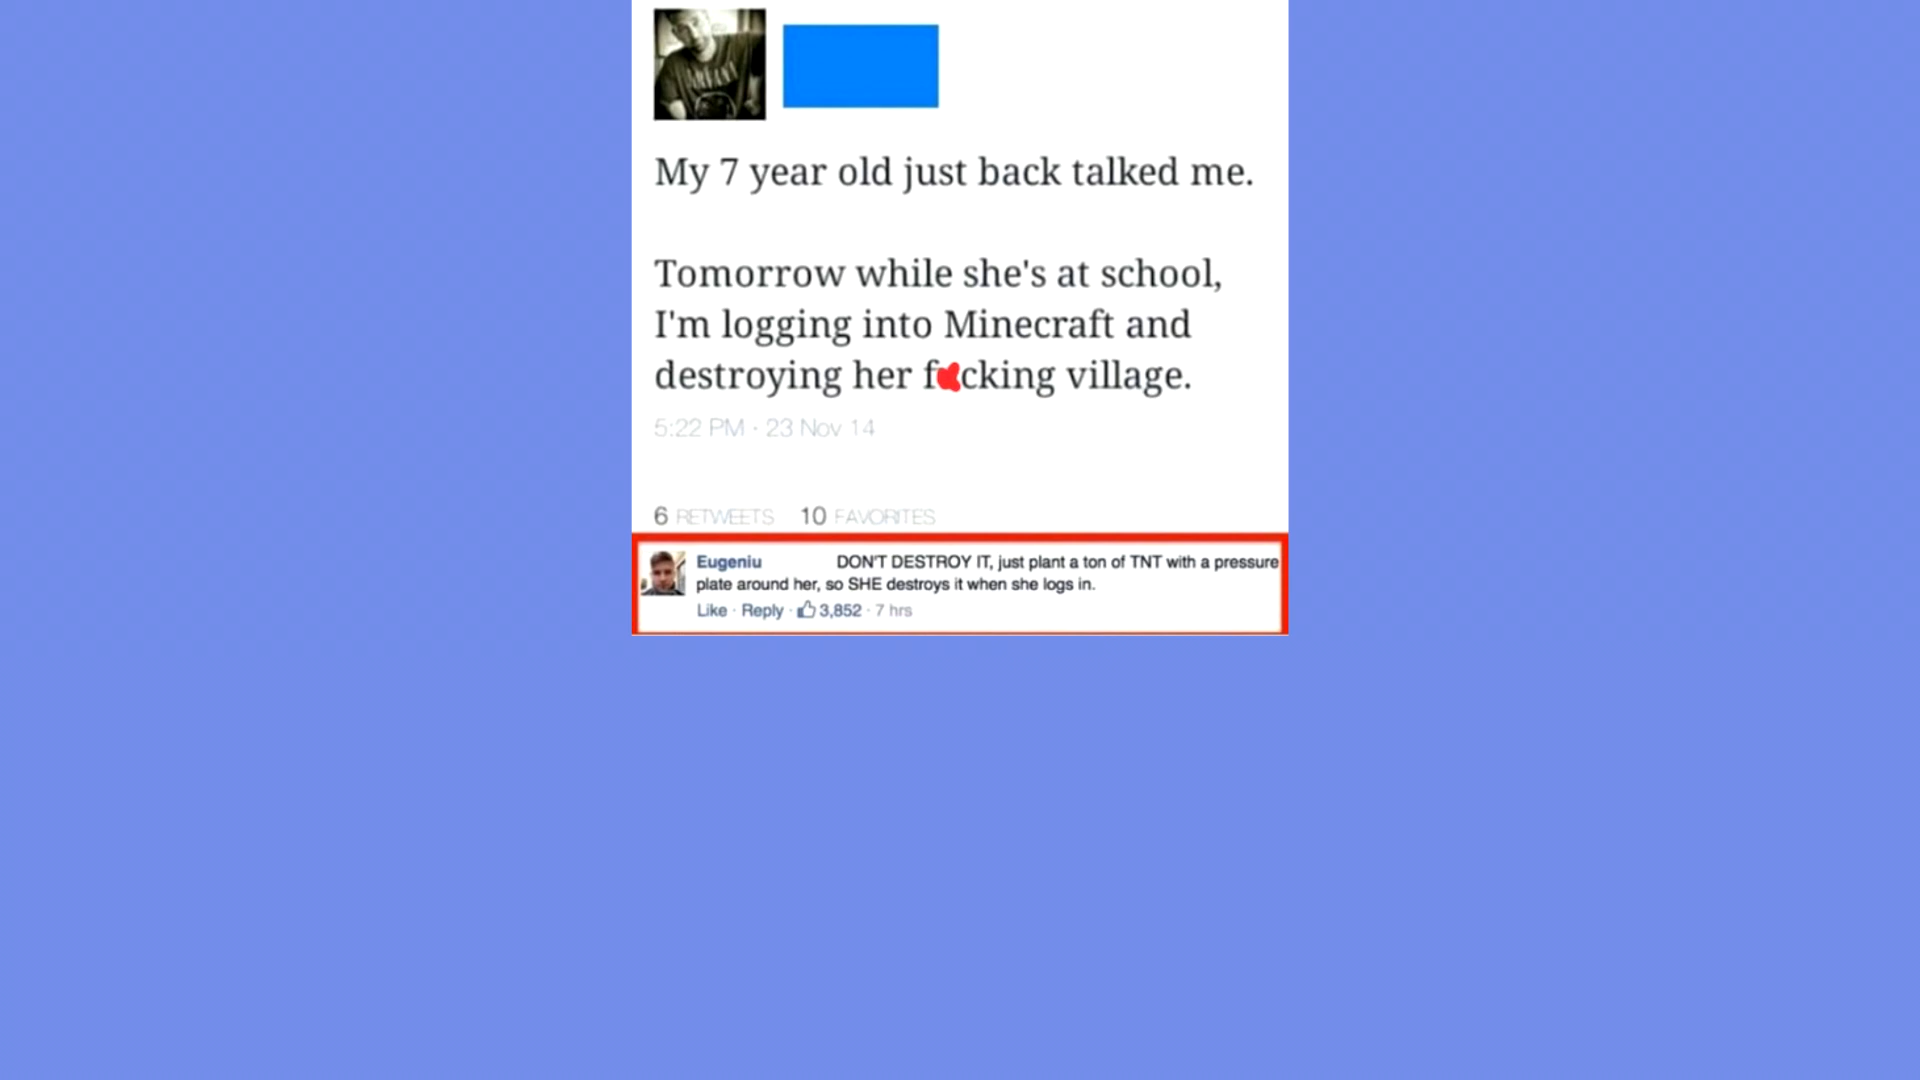 My 7 year old just back talked me.
Tomorrow while she's at school,
I'm logging into Minecraft and
destroying her f cking village.
5:22 PM · 23 Nov 14
6 RETWEETS 10 FAVORITES
Eugeniu DON'T DESTROY IT, just plant a ton of TNT with a pressure
plate around her, so SHE destroys it when she logs in.
Like · Reply · 3,852 · 7 hrs